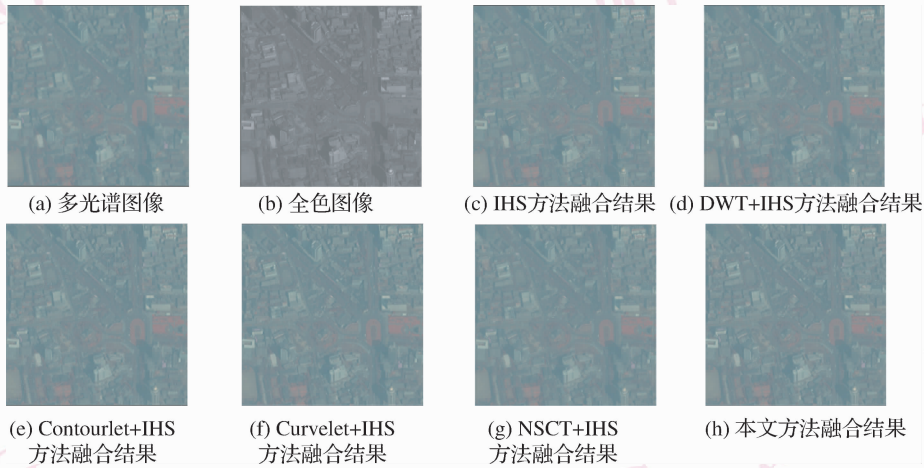 (a) 多光谱图像
(b) 全色图像
(c) IHS方法融合结果
(d) DWT+IHS方法融合结果
(e) Contourlet+IHS
方法融合结果
(f) Curvelet+IHS
方法融合结果
(g) NSCT+IHS
方法融合结果
(h) 本文方法融合结果